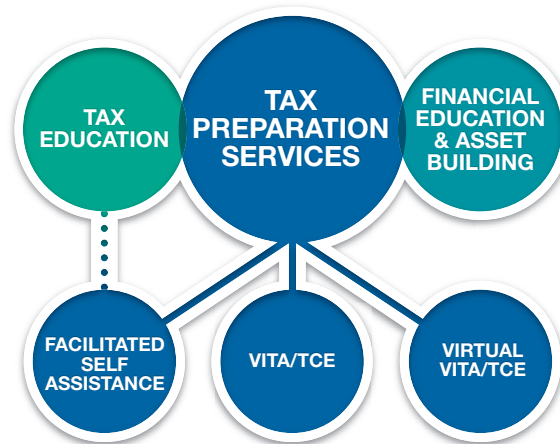 TAX
EDUCATION
TAX
PREPARATION
SERVICES
FINANCIAL
EDUCATION
& ASSET
BUILDING
FACILITATED
SELF
ASSISTANCE
VITA/TCE
VIRTUAL
VITA/TCE